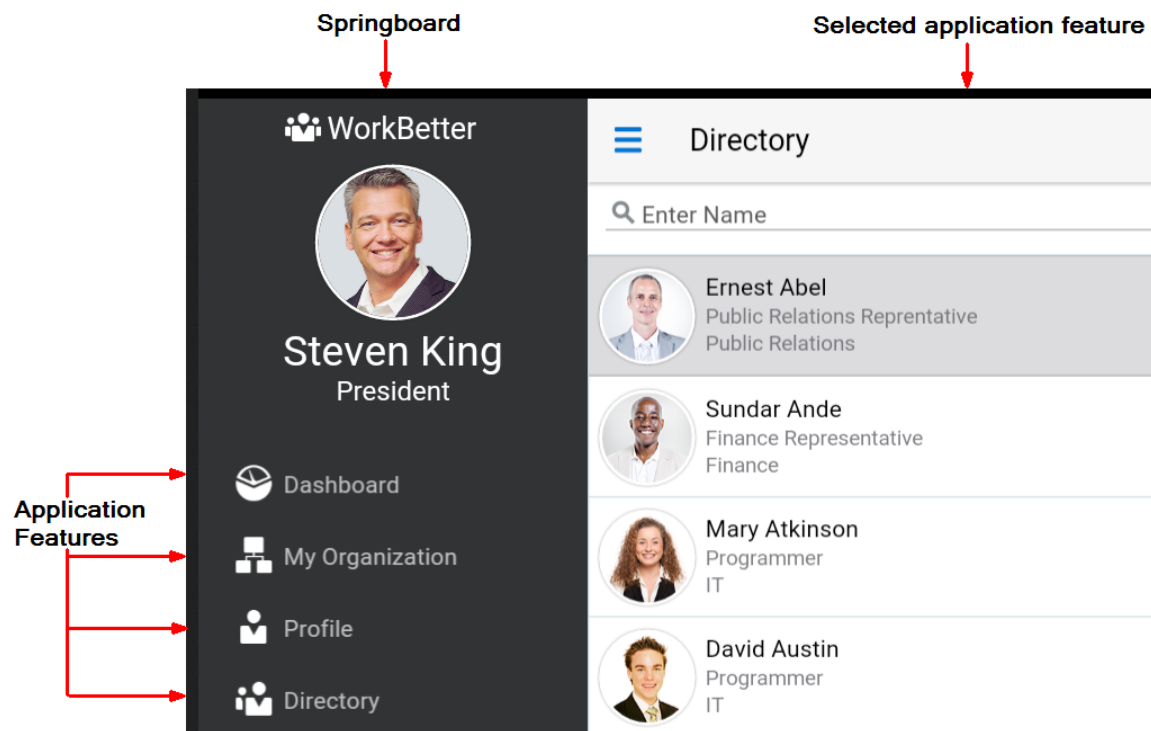 Springboard
Selected application feature
WorkBetter
Steven King
President
Application
Features
Dashboard
My Organization
Profile
Directory
Directory
Enter Name
Ernest Abel
Public Relations Reprentative
Public Relations
Sundar Ande
Finance Representative
Finance
Mary Atkinson
Programmer
IT
David Austin
Programmer
IT